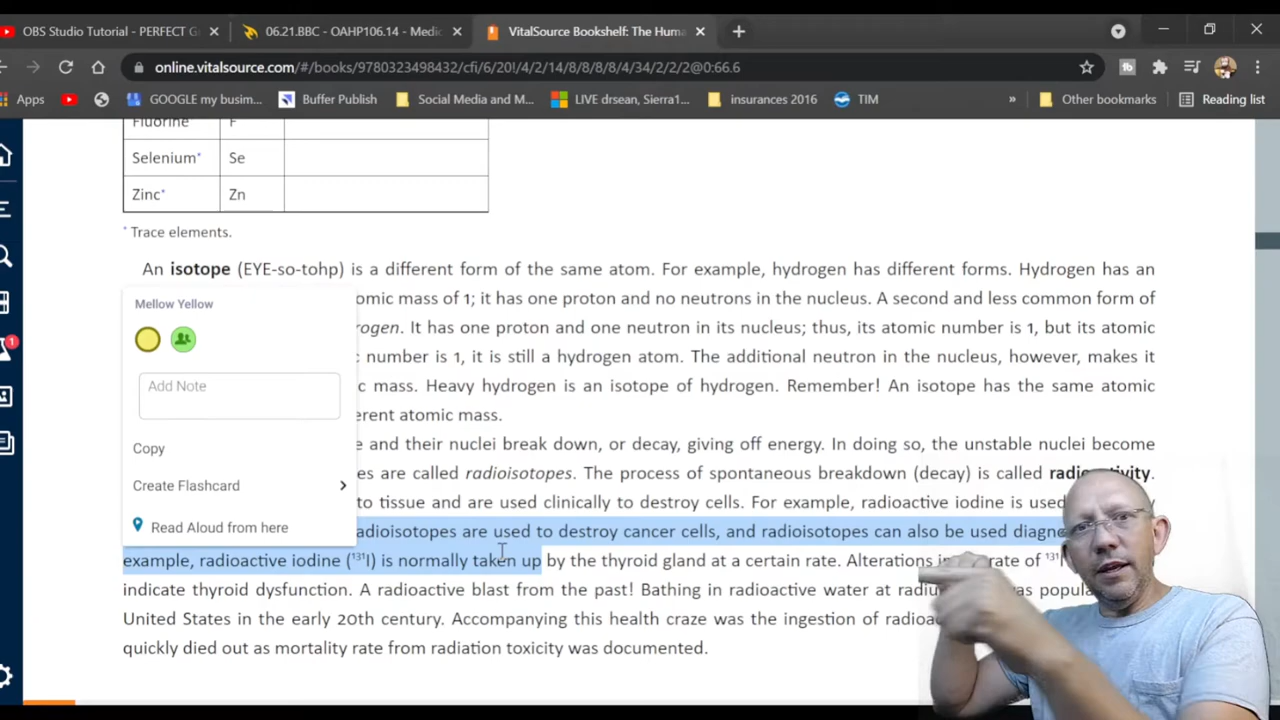 OBS Studio Tutorial - PERFECT G
06.21.BBC - OAHP106.14 - Medic
VitalSource Bookshelf: The Huma
online.vitalsource.com/#/books/9780323498432/cfi/6/20!/4/2/14/8/8/8/8/4/34/2/2/2@0:66.6
Apps
GOOGLE my busim...
Buffer Publish
Social Media and M...
LIVE drsean, Sierra1...
insurances 2016
TIM
»
Other bookmarks
Reading list
Fluorine F
Selenium* Se
Zinc* Zn
* Trace elements.
An isotope (EYE-so-tohp) is a different form of the same atom. For example, hydrogen has different forms. Hydrogen has an
omic mass of 1; it has one proton and no neutrons in the nucleus. A second and less common form of
rogen. It has one proton and one neutron in its nucleus; thus, its atomic number is 1, but its atomic
c number is 1, it is still a hydrogen atom. The additional neutron in the nucleus, however, makes it
c mass. Heavy hydrogen is an isotope of hydrogen. Remember! An isotope has the same atomic
erent atomic mass.
e and their nuclei break down, or decay, giving off energy. In doing so, the unstable nuclei become
es are called radioisotopes. The process of spontaneous breakdown (decay) is called
to tissue and are used clinically to destroy cells. For example, radioactive iodine is used
adioisotopes are used to destroy cancer cells, and radioisotopes can also be used diagn
example, radioactive iodine (¹³¹I) is normally taken up by the thyroid gland at a certain rate. Alterations in rate of ¹³¹I
indicate thyroid dysfunction. A radioactive blast from the past! Bathing in radioactive water at was popula
United States in the early 20th century. Accompanying this health craze was the ingestion of radioa
quickly died out as mortality rate from radiation toxicity was documented.
Mellow Yellow
Add Note
Copy
Create Flashcard
Read Aloud from here
1